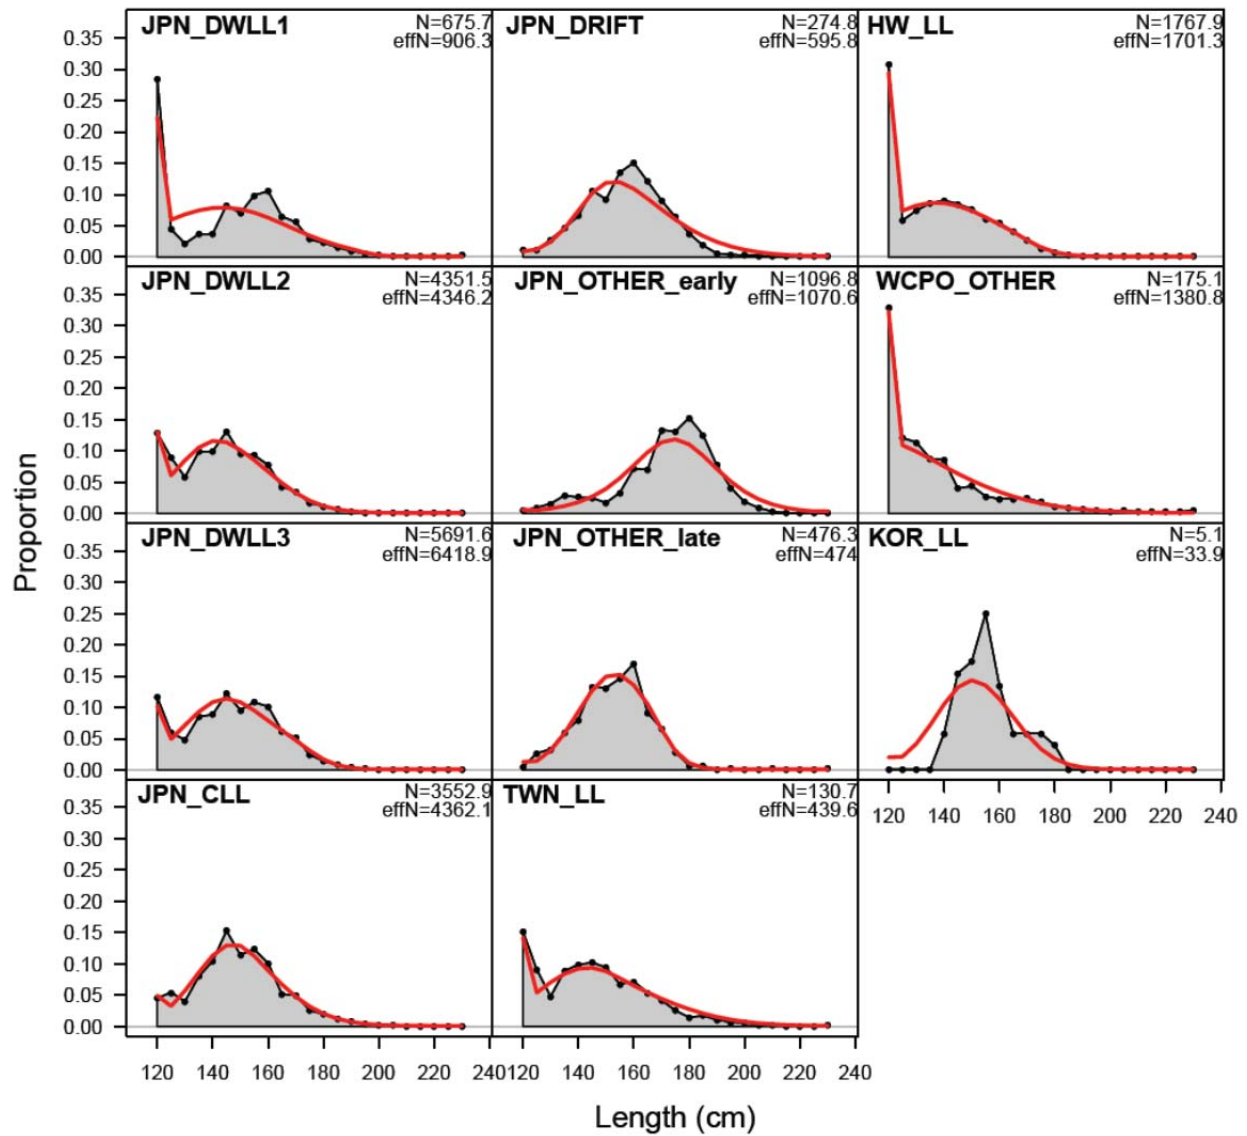 JPN_DWLL1
N=675.7
effN=906.3
JPN_DRIFT
N=274.8
effN=595.8
HW_LL
N=1767.9
effN=1701.3
0.35
0.30
0.25
0.20
0.15
0.10
0.05
0.00
JPN_DWLL2
N=4351.5
effN=4346.2
JPN_OTHER_early
N=1096.8
effN=1070.6
WCPO_OTHER
N=175.1
effN=1380.8
0.35
0.30
0.25
0.20
0.15
0.10
0.05
0.00
JPN_DWLL3
N=5691.6
effN=6418.9
JPN_OTHER_late
N=476.3
effN=474
KOR_LL
N=5.1
effN=33.9
0.35
0.30
0.25
0.20
0.15
0.10
0.05
0.00
120 140 160 180 200 220 240
JPN_CLL
N=3552.9
effN=4362.1
TWN_LL
N=130.7
effN=439.6
0.35
0.30
0.25
0.20
0.15
0.10
0.05
0.00
120 140 160 180 200 220 240
120 140 160 180 200 220 240
Proportion
Length (cm)